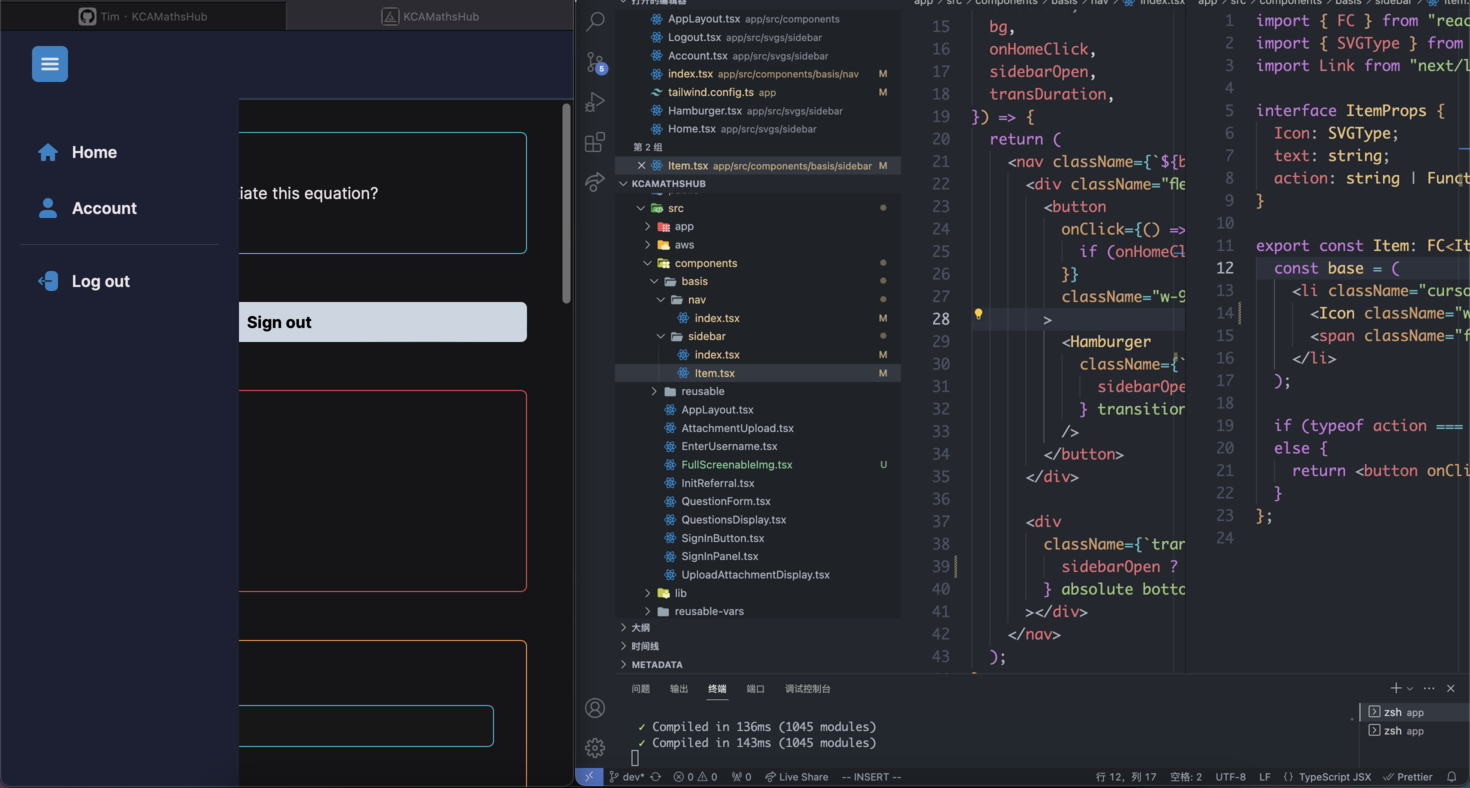 Tim · KCAMathsHub
KCAMathsHub
Home
Account
Log out
iate this equation?
Sign out
5
打开的编辑器
AppLayout.tsx app/src/components
Logout.tsx app/src/svgs/sidebar
Account.tsx app/src/svgs/sidebar
index.tsx app/src/components/basis/nav M
tailwind.config.ts app M
Hamburger.tsx app/src/svgs/sidebar
Home.tsx app/src/svgs/sidebar
第 2 组
Item.tsx app/src/components/basis/sidebar M
KCAMATHSHUB
src
app
aws
components
basis
nav
index.tsx M
sidebar
index.tsx M
Item.tsx M
reusable
AppLayout.tsx
AttachmentUpload.tsx
EnterUsername.tsx
FullScreenableImg.tsx U
InitReferral.tsx
QuestionForm.tsx
QuestionsDisplay.tsx
SignInButton.tsx
SignInPanel.tsx
UploadAttachmentDisplay.tsx
lib
reusable-vars
大纲
时间线
METADATA
app > src > components > basis > nav > index.tsx
15 bg,
16 onHomeClick,
17 sidebarOpen,
18 transDuration,
19 }) => {
20 return (
21 <nav className={`${b
22 <div className="fle
23 <button
24 onClick={() =>
25 if (onHomeCl
26 }}
27 className="w-9
28 >
29 <Hamburger
30 className={`
31 sidebarOpe
32 } transition
33 />
34 </button>
35 </div>
36
37 <div
38 className={`tran
39 sidebarOpen ?
40 } absolute botto
41 ></div>
42 </nav>
43 );
app > src > components > basis > sidebar > Item.
1 import { FC } from "reac
2 import { SVGType } from
3 import Link from "next/l
4
5 interface ItemProps {
6 Icon: SVGType;
7 text: string;
8 action: string | Funct
9 }
10
11 export const Item: FC<It
12 const base = (
13 <li className="curso
14 <Icon className="w
15 <span className="f
16 </li>
17 );
18
19 if (typeof action ===
20 else {
21 return <button onCli
22 }
23 };
24
问题 输出 终端 端口 调试控制台
✓ Compiled in 136ms (1045 modules)
✓ Compiled in 143ms (1045 modules)
zsh app
zsh app
dev* 0 0 0 Live Share -- INSERT -- 行 12，列 17 空格: 2 UTF-8 LF {} TypeScript JSX Prettier